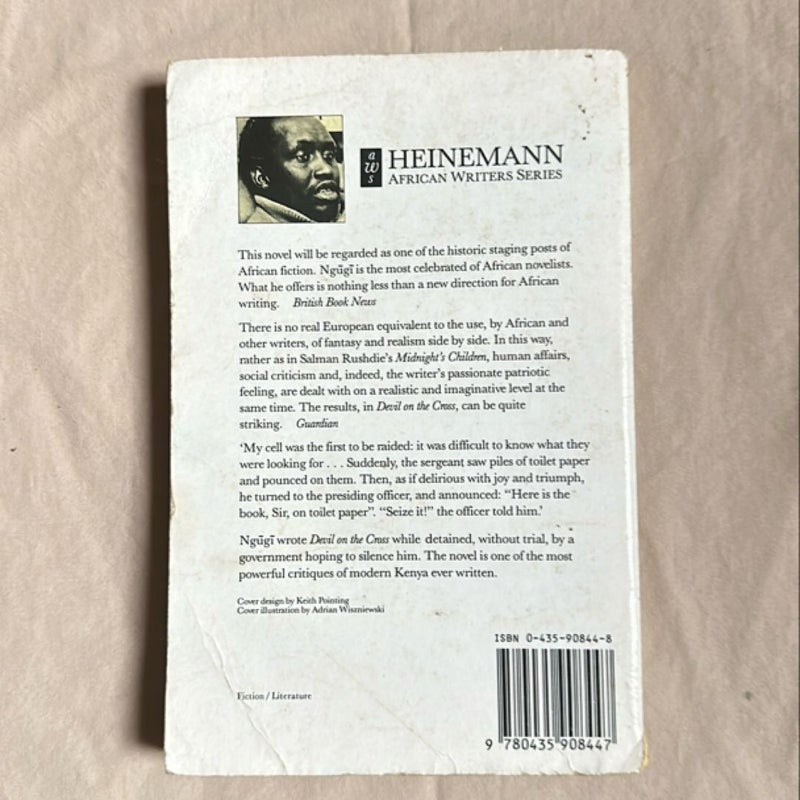 a
w
s
HEINEMANN
AFRICAN WRITERS SERIES
This novel will be regarded as one of the historic staging posts of
African fiction. Ngũgĩ is the most celebrated of African novelists.
What he offers is nothing less than a new direction for African
writing. British Book News
There is no real European equivalent to the use, by African and
other writers, of fantasy and realism side by side. In this way,
rather as in Salman Rushdie's Midnight's Children, human affairs,
social criticism and, indeed, the writer's passionate patriotic
feeling, are dealt with on a realistic and imaginative level at the
same time. The results, in Devil on the Cross, can be quite
striking. Guardian
'My cell was the first to be raided: it was difficult to know what they
were looking for . . . Suddenly, the sergeant saw piles of toilet paper
and pounced on them. Then, as if delirious with joy and triumph,
he turned to the presiding officer, and announced: “Here is the
book, Sir, on toilet paper”. “Seize it!” the officer told him.'
Ngũgĩ wrote Devil on the Cross while detained, without trial, by a
government hoping to silence him. The novel is one of the most
powerful critiques of modern Kenya ever written.
Cover design by Keith Pointing
Cover illustration by Adrian Wiszniewski
ISBN 0-435-90844-8
Fiction / Literature
9 780435 908447